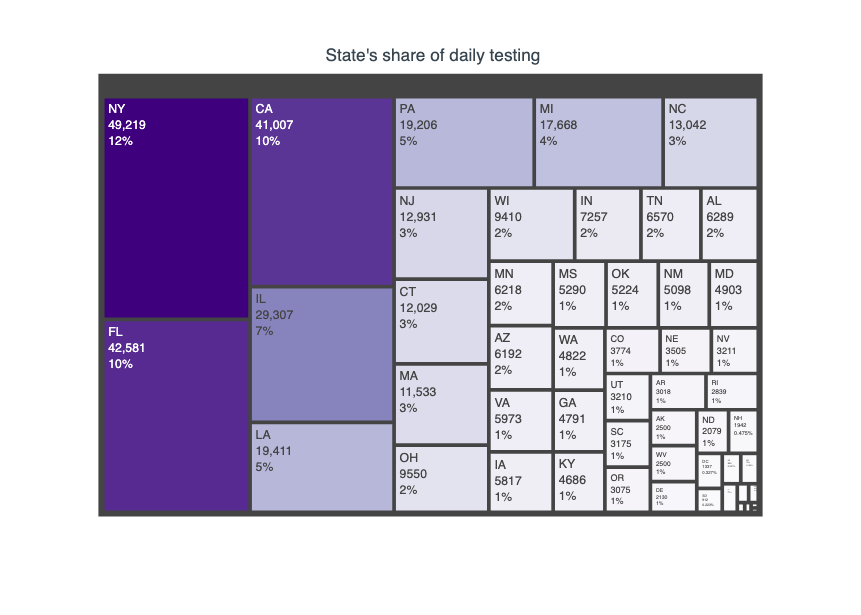 State's share of daily testing
NY
49,219
12%
FL
42,581
10%
CA
41,007
10%
IL
29,307
7%
LA
19,411
5%
PA
19,206
5%
MI
17,668
4%
NC
13,042
3%
NJ
12,931
3%
CT
12,029
3%
MA
11,533
3%
OH
9550
2%
WI
9410
2%
IN
7257
2%
TN
6570
2%
AL
6289
2%
MN
6218
2%
AZ
6192
2%
VA
5973
1%
IA
5817
1%
MS
5290
1%
OK
5224
1%
NM
5098
1%
MD
4903
1%
WA
4822
1%
GA
4791
1%
KY
4686
1%
CO
3774
1%
NE
3505
1%
NV
3211
1%
UT
3210
1%
SC
3175
1%
OR
3075
1%
AR
3018
1%
RI
2839
1%
AK
2500
1%
WV
2500
1%
DE
2130
1%
ND
2079
1%
NH
1942
0.475%
DC
1337
0.327%